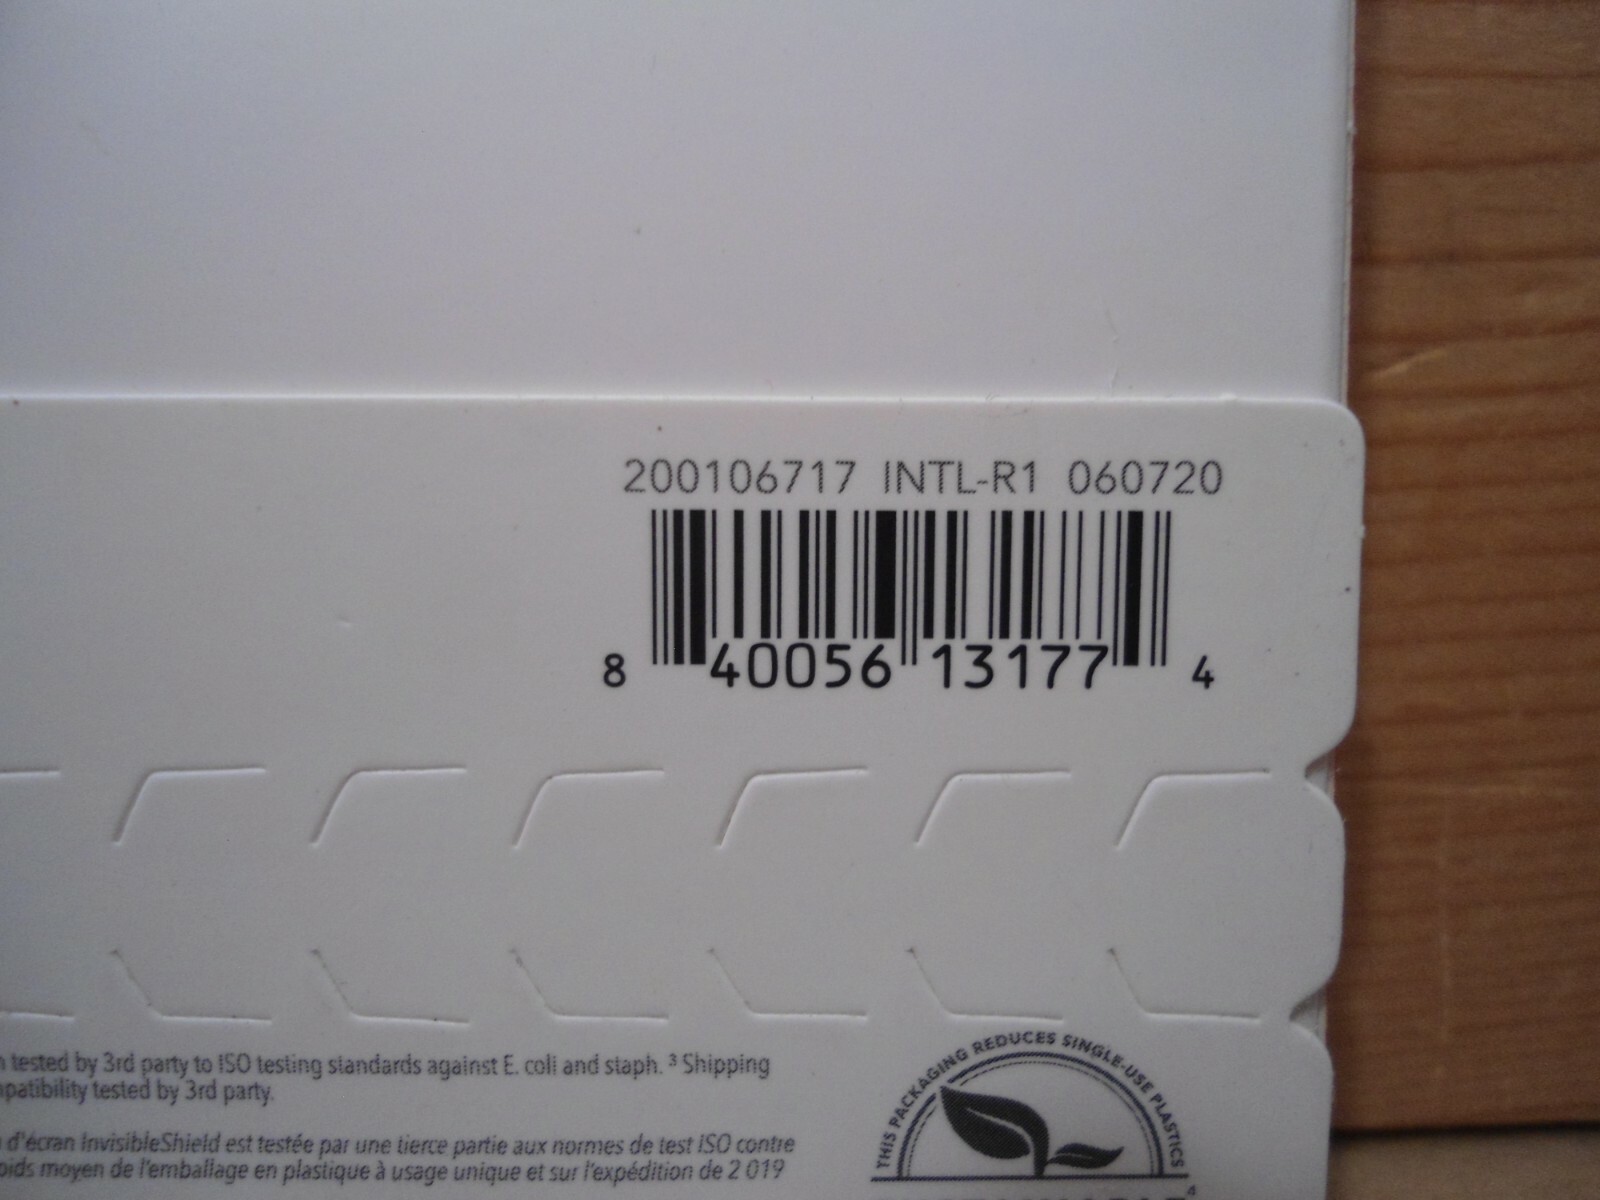 200106717 INTL-R1 060720
8 40056 13177 4
tested by 3rd party to ISO testing standards against E. coli and staph. ³ Shipping
tested by 3rd party.
d'écran InvisibleShield est testée par une tierce partie aux normes de test ISO contre
moyen de l'emballage en plastique à usage unique et sur l'expédition de 2 019
THIS PACKAGING REDUCES SINGLE-USE PLASTICS
4